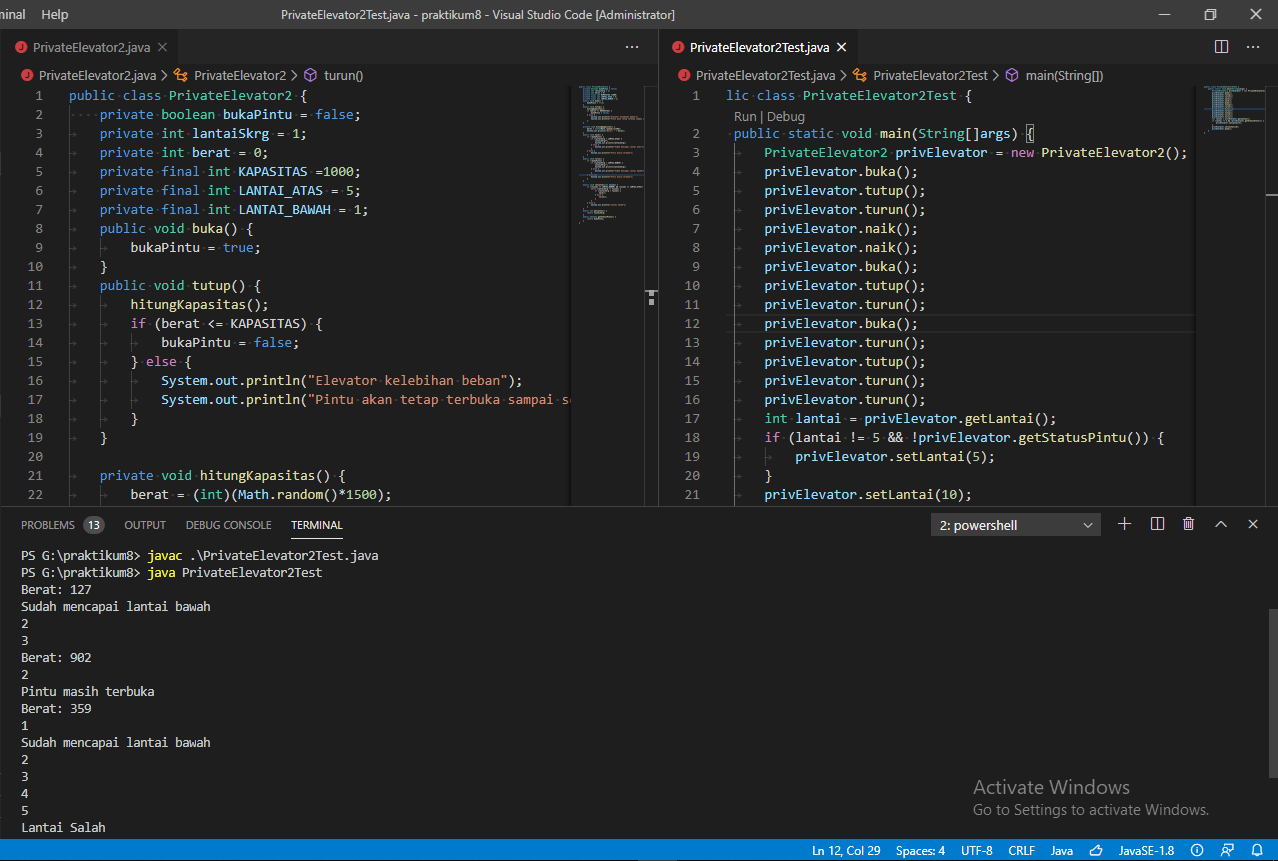 minal Help
PrivateElevator2Test.java - praktikum8 - Visual Studio Code [Administrator]
PrivateElevator2.java
PrivateElevator2.java > PrivateElevator2 > turun()
1 public class PrivateElevator2 {
2 private boolean bukaPintu = false;
3 private int lantaiSkrg = 1;
4 private int berat = 0;
5 private final int KAPASITAS =1000;
6 private final int LANTAI_ATAS = 5;
7 private final int LANTAI_BAWAH = 1;
8 public void buka() {
9 bukaPintu = true;
10 }
11 public void tutup() {
12 hitungKapasitas();
13 if (berat <= KAPASITAS) {
14 bukaPintu = false;
15 } else {
16 System.out.println("Elevator kelebihan beban");
17 System.out.println("Pintu akan tetap terbuka sampai s
18 }
19 }
20
21 private void hitungKapasitas() {
22 berat = (int)(Math.random()*1500);
PrivateElevator2Test.java
PrivateElevator2Test.java > PrivateElevator2Test > main(String[])
1 lic class PrivateElevator2Test {
Run | Debug
2 public static void main(String[]args) {
3 PrivateElevator2 privElevator = new PrivateElevator2();
4 privElevator.buka();
5 privElevator.tutup();
6 privElevator.turun();
7 privElevator.naik();
8 privElevator.naik();
9 privElevator.buka();
10 privElevator.tutup();
11 privElevator.turun();
12 privElevator.buka();
13 privElevator.turun();
14 privElevator.tutup();
15 privElevator.turun();
16 privElevator.turun();
17 int lantai = privElevator.getLantai();
18 if (lantai != 5 && !privElevator.getStatusPintu()) {
19 privElevator.setLantai(5);
20 }
21 privElevator.setLantai(10);
PROBLEMS 13 OUTPUT DEBUG CONSOLE TERMINAL
2: powershell
PS G:\praktikum8> javac .\PrivateElevator2Test.java
PS G:\praktikum8> java PrivateElevator2Test
Berat: 127
Sudah mencapai lantai bawah
2
3
Berat: 902
2
Pintu masih terbuka
Berat: 359
1
Sudah mencapai lantai bawah
2
3
4
5
Lantai Salah
Activate Windows
Go to Settings to activate Windows.
Ln 12, Col 29 Spaces: 4 UTF-8 CRLF Java JavaSE-1.8